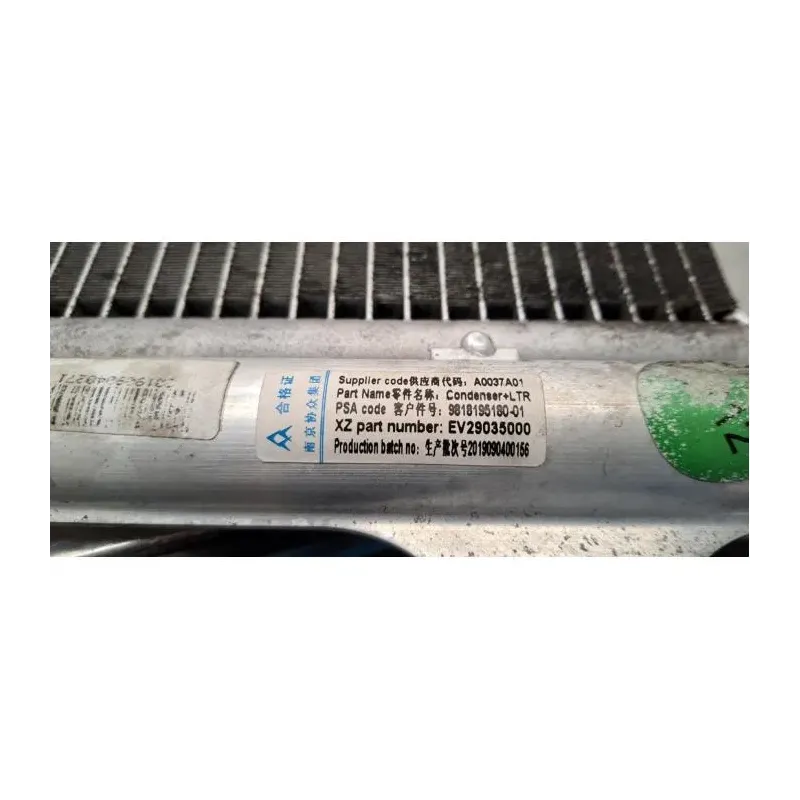 合格证
南京协众集团
Supplier code供应商代码: A0037A01
Part Name零件名称: Condenser+LTR
PSA code 客户件号: 9818195180-01
XZ part number: EV29035000
Production batch no: 生产批次号2019090400156